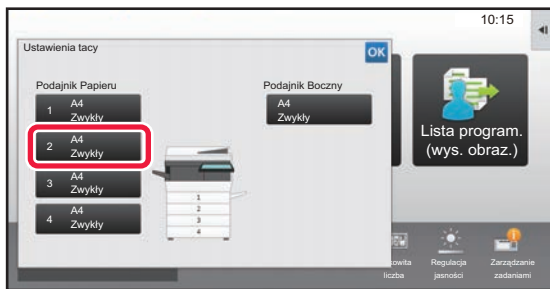 10:15
Ustawienia tacy
OK
Podajnik Papieru
Podajnik Boczny
1 A4
Zwykły
A4
Zwykły
2 A4
Zwykły
3 A4
Zwykły
4 A4
Zwykły
1
2
3
4
Lista program.
(wys. obraz.)
liczba
Regulacja
jasności
Zarządzanie
zadaniami